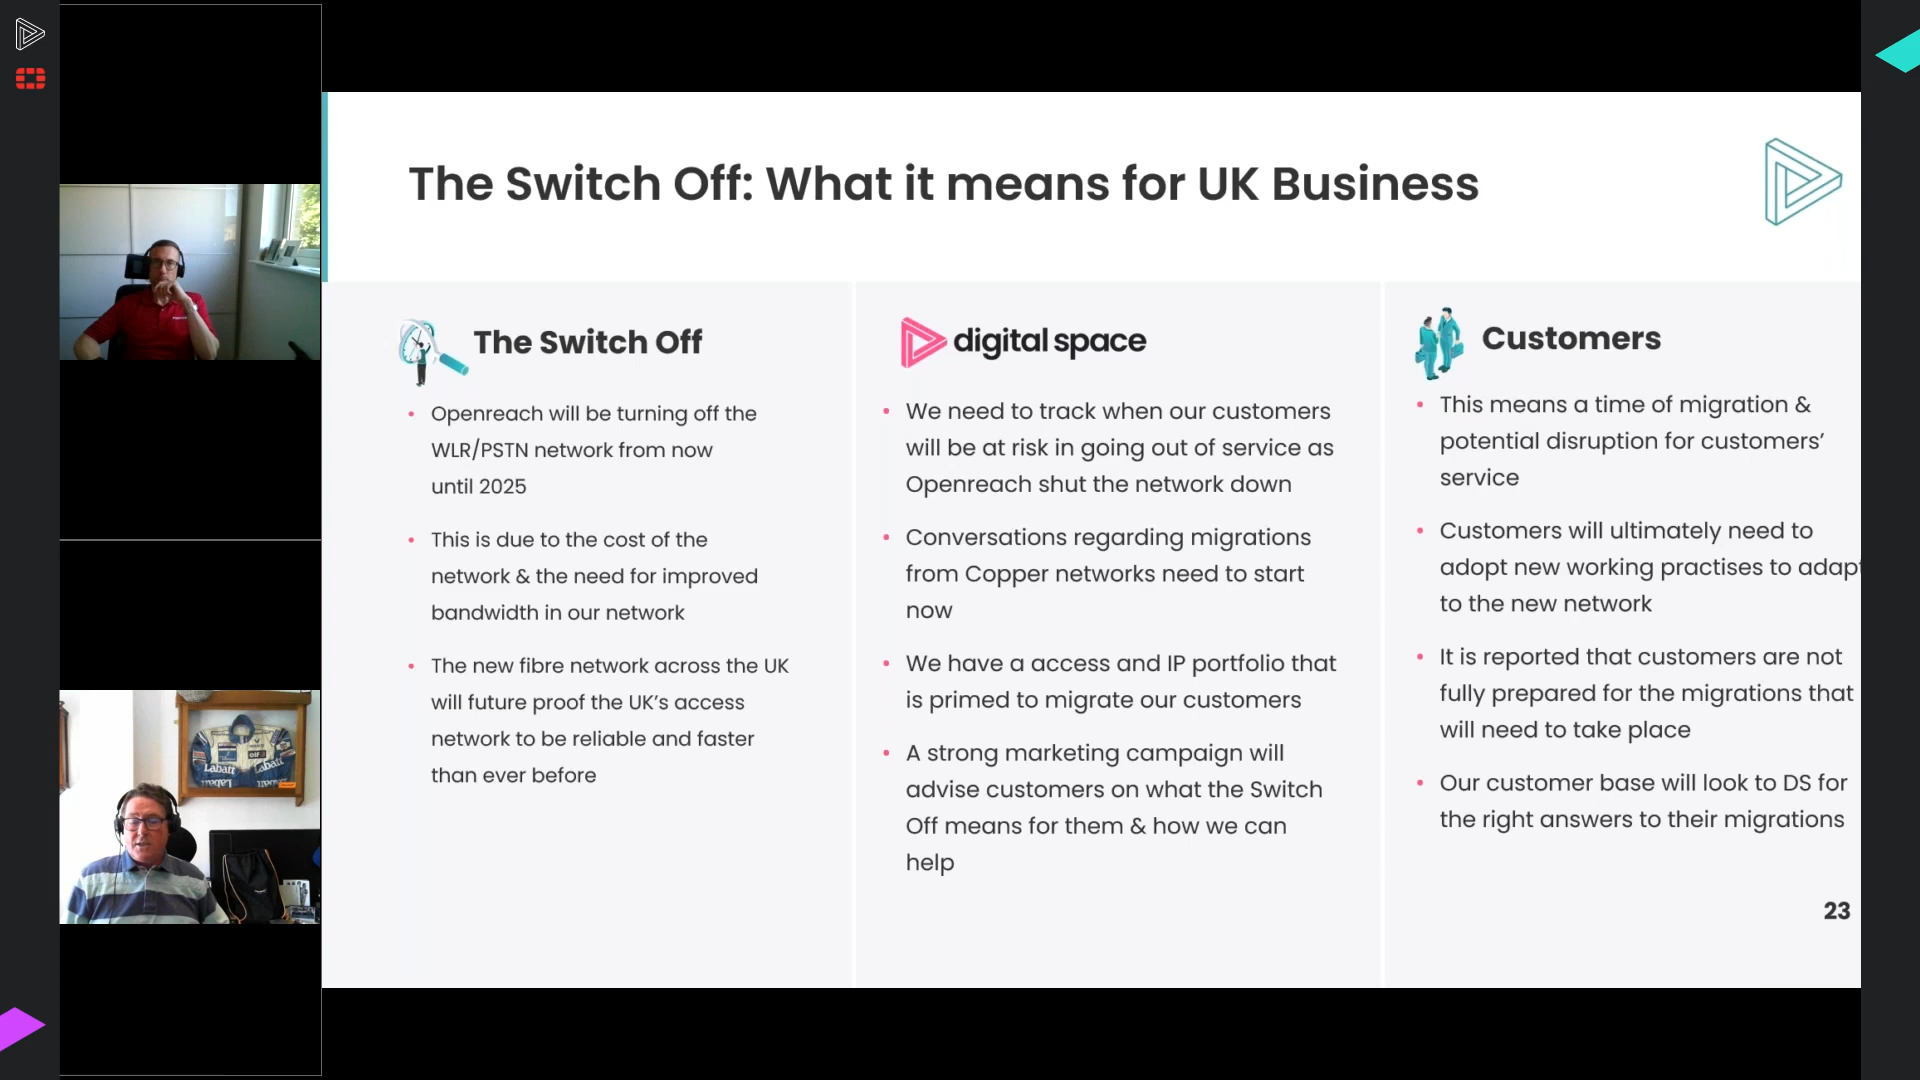 The Switch Off: What it means for UK Business
The Switch Off
Openreach will be turning off the
WLR/PSTN network from now
until 2025
This is due to the cost of the
network & the need for improved
bandwidth in our network
The new fibre network across the UK
will future proof the UK's access
network to be reliable and faster
than ever before
digital space
We need to track when our customers
will be at risk in going out of service as
Openreach shut the network down
Conversations regarding migrations
from Copper networks need to start
now
We have a access and IP portfolio that
is primed to migrate our customers
A strong marketing campaign will
advise customers on what the Switch
Off means for them & how we can
help
Customers
This means a time of migration &
potential disruption for customers'
service
Customers will ultimately need to
adopt new working practises to adapt
to the new network
It is reported that customers are not
fully prepared for the migrations that
will need to take place
Our customer base will look to DS for
the right answers to their migrations
23
Labatt Labatt